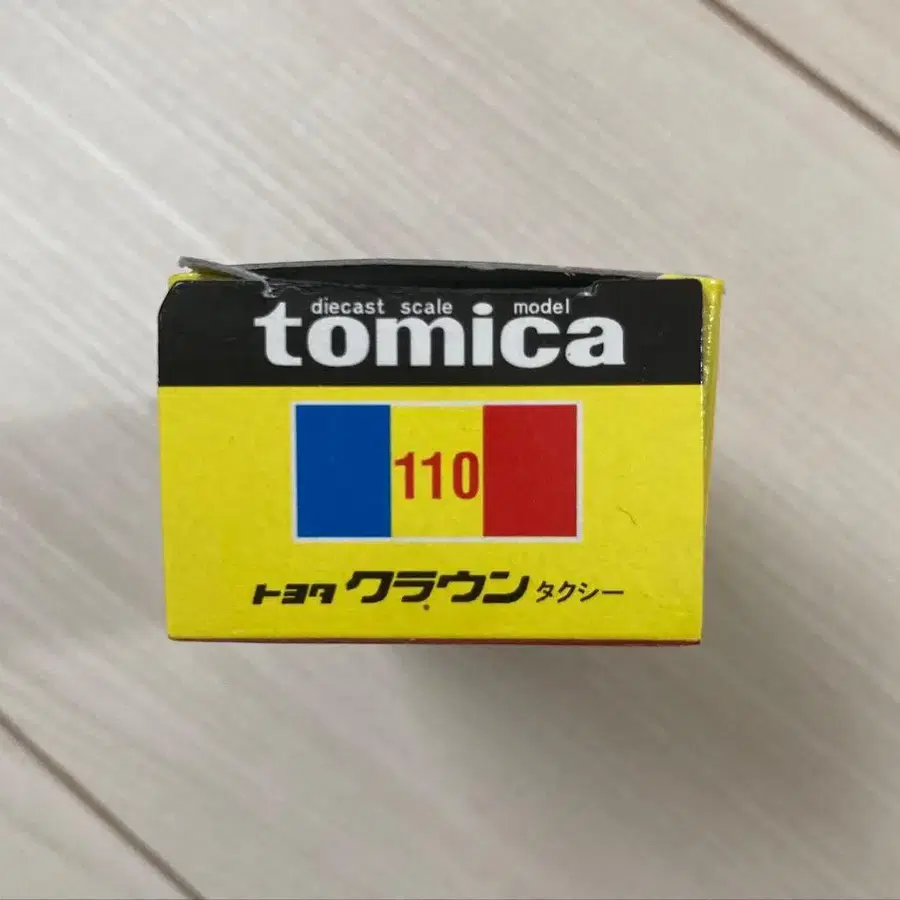 diecast scale model
tomica
110
トヨタ クラウン タクシー